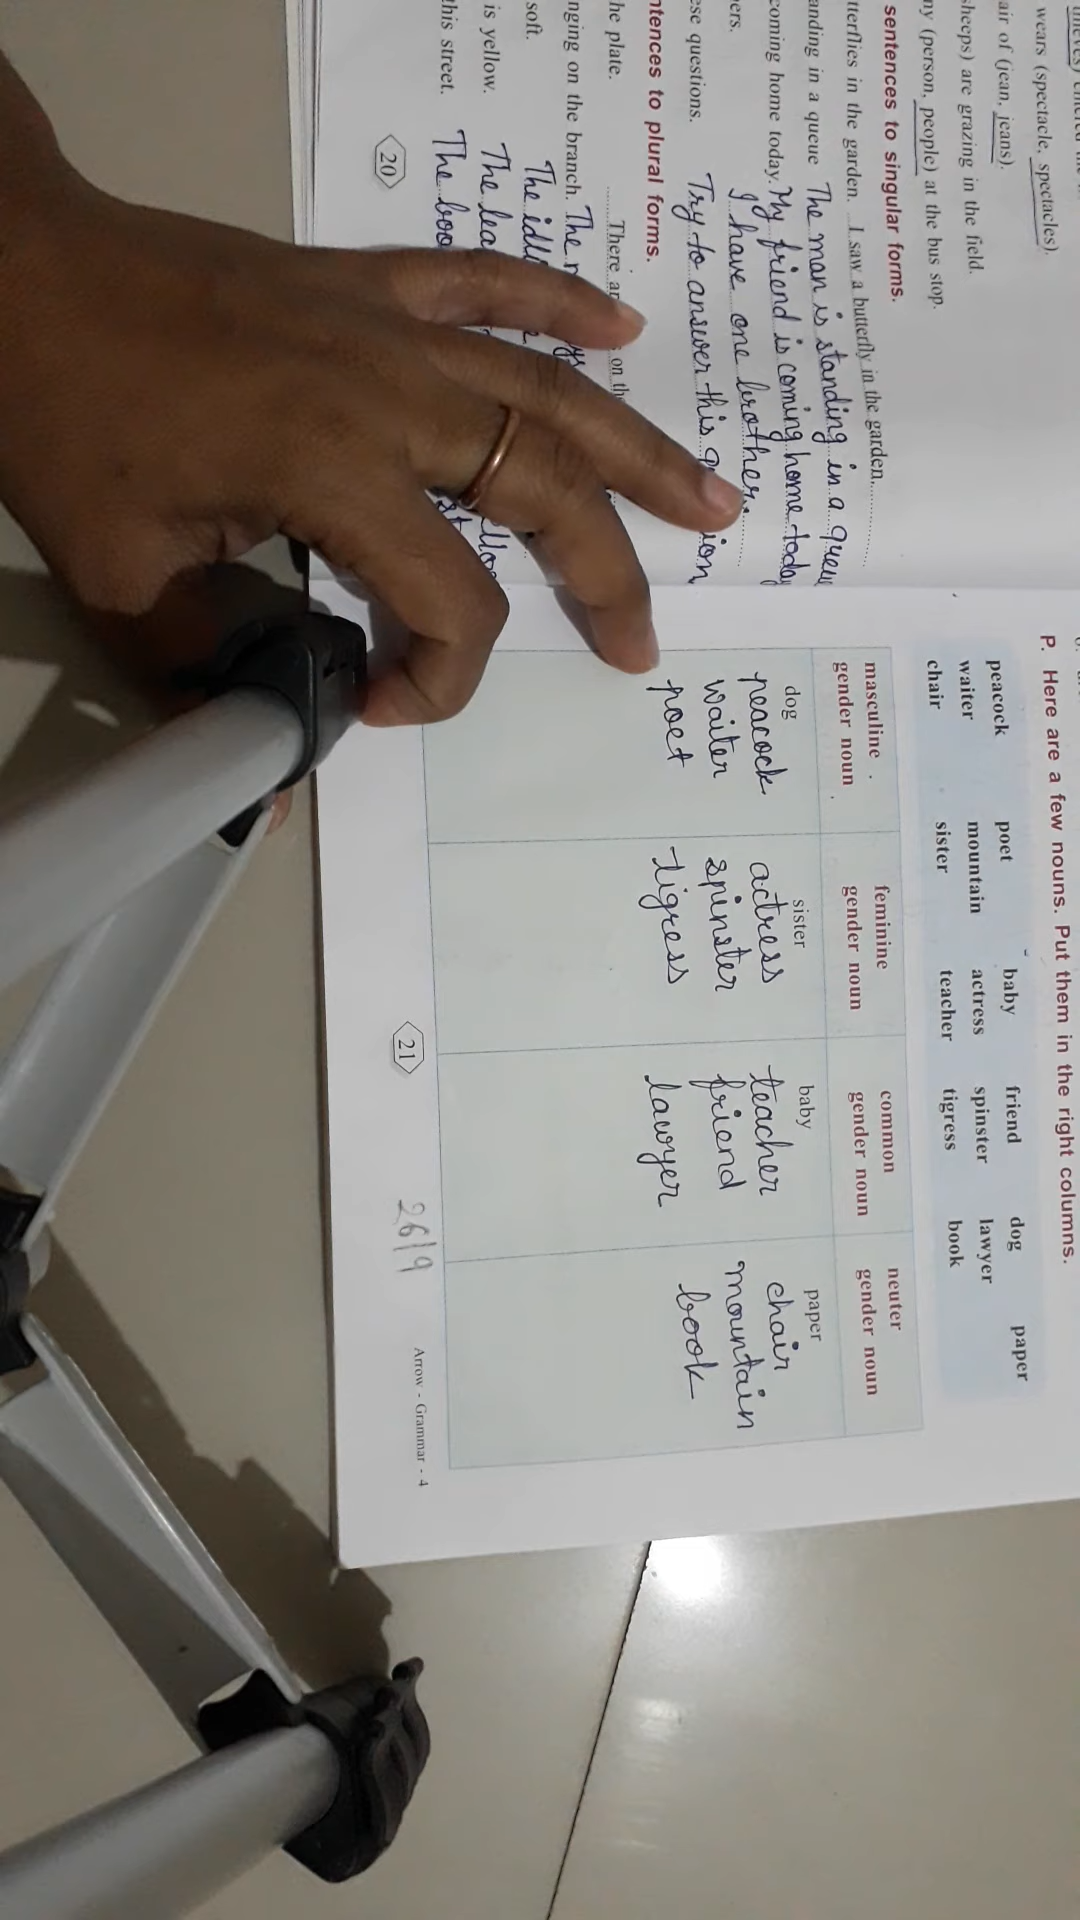 thieves)
wears (spectacle, spectacles).
air of (jean, jeans).
sheeps) are grazing in the field.
ny (person, people) at the bus stop.
sentences to singular forms.
tterflies in the garden. I saw a butterfly in the garden.
anding in a queue The man is standing in a queu
coming home today. My friend is coming home today
ers. I have one brother.
ese questions. Try to answer this
ntences to plural forms.
he plate. There ar on th
nging on the branch. The
soft. The
is yellow. The lea
this street. The boo
20
P. Here are a few nouns. Put them in the right columns.
peacock poet baby friend dog paper
waiter mountain actress spinster lawyer
chair sister teacher tigress book
masculine gender noun feminine gender noun common gender noun neuter gender noun
dog sister baby paper
peacock actress teacher chair
waiter spinster friend mountain
poet tigress lawyer book
21
26/9
Arrow - Grammar - 4